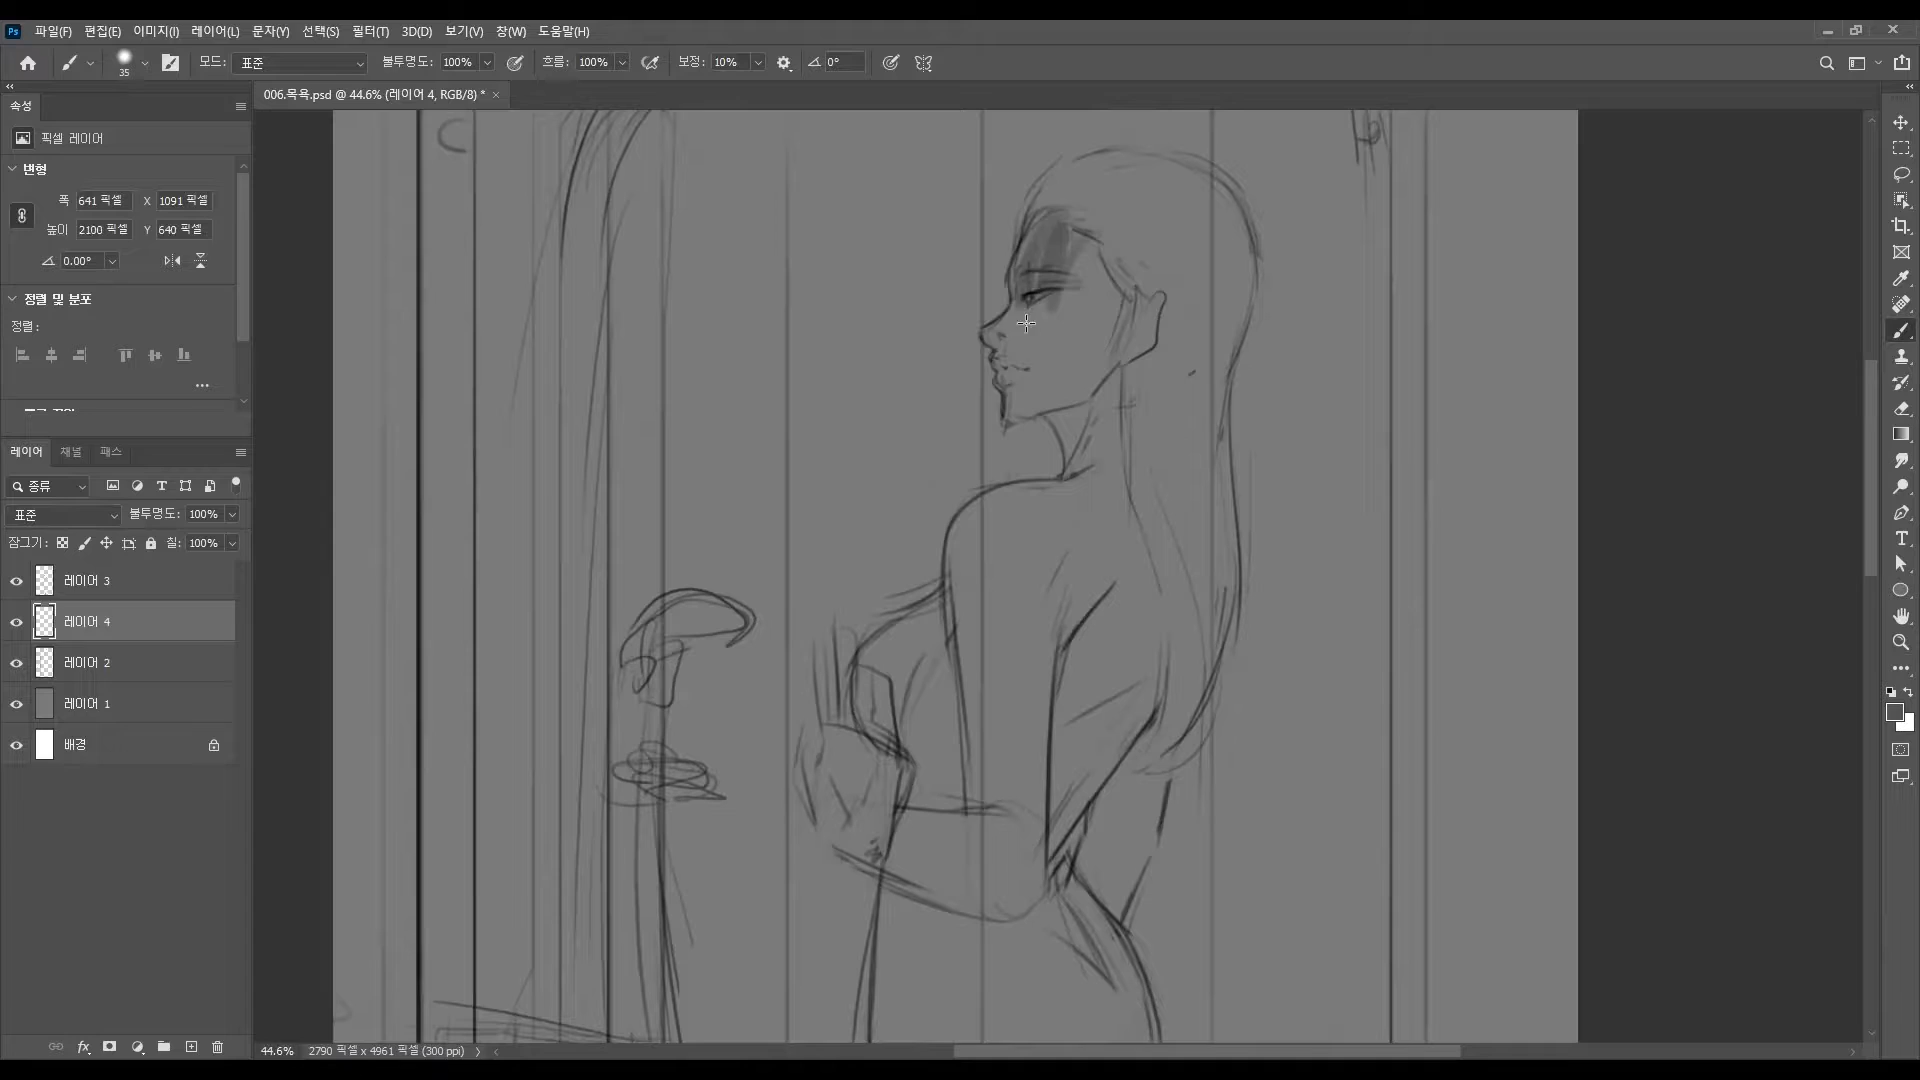 Ps 파일(F) 편집(E) 이미지(I) 레이어(L) 문자(Y) 선택(S) 필터(T) 3D(D) 보기(V) 창(W) 도움말(H)
35 모드: 표준 불투명도: 100% 흐름: 100% 보정: 10% 0°
006.목욕.psd @ 44.6% (레이어 4, RGB/8) *
속성
픽셀 레이어
변형
폭 641 픽셀 X 1091 픽셀
높이 2100 픽셀 Y 640 픽셀
0.00°
정렬 및 분포
정렬:
레이어 채널 패스
종류
표준 불투명도: 100%
잠그기: 칠: 100%
레이어 3
레이어 4
레이어 2
레이어 1
배경
fx 44.6% 2790 픽셀 x 4961 픽셀 (300 ppi)